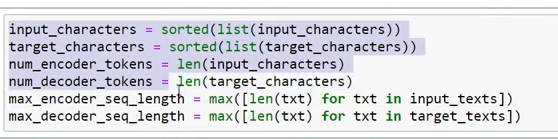 input_characters = sorted(list(input_characters))
target_characters = sorted(list(target_characters))
num_encoder_tokens = len(input_characters)
num_decoder_tokens = len(target_characters)
max_encoder_seq_length = max([len(txt) for txt in input_texts])
max_decoder_seq_length = max([len(txt) for txt in target_texts])